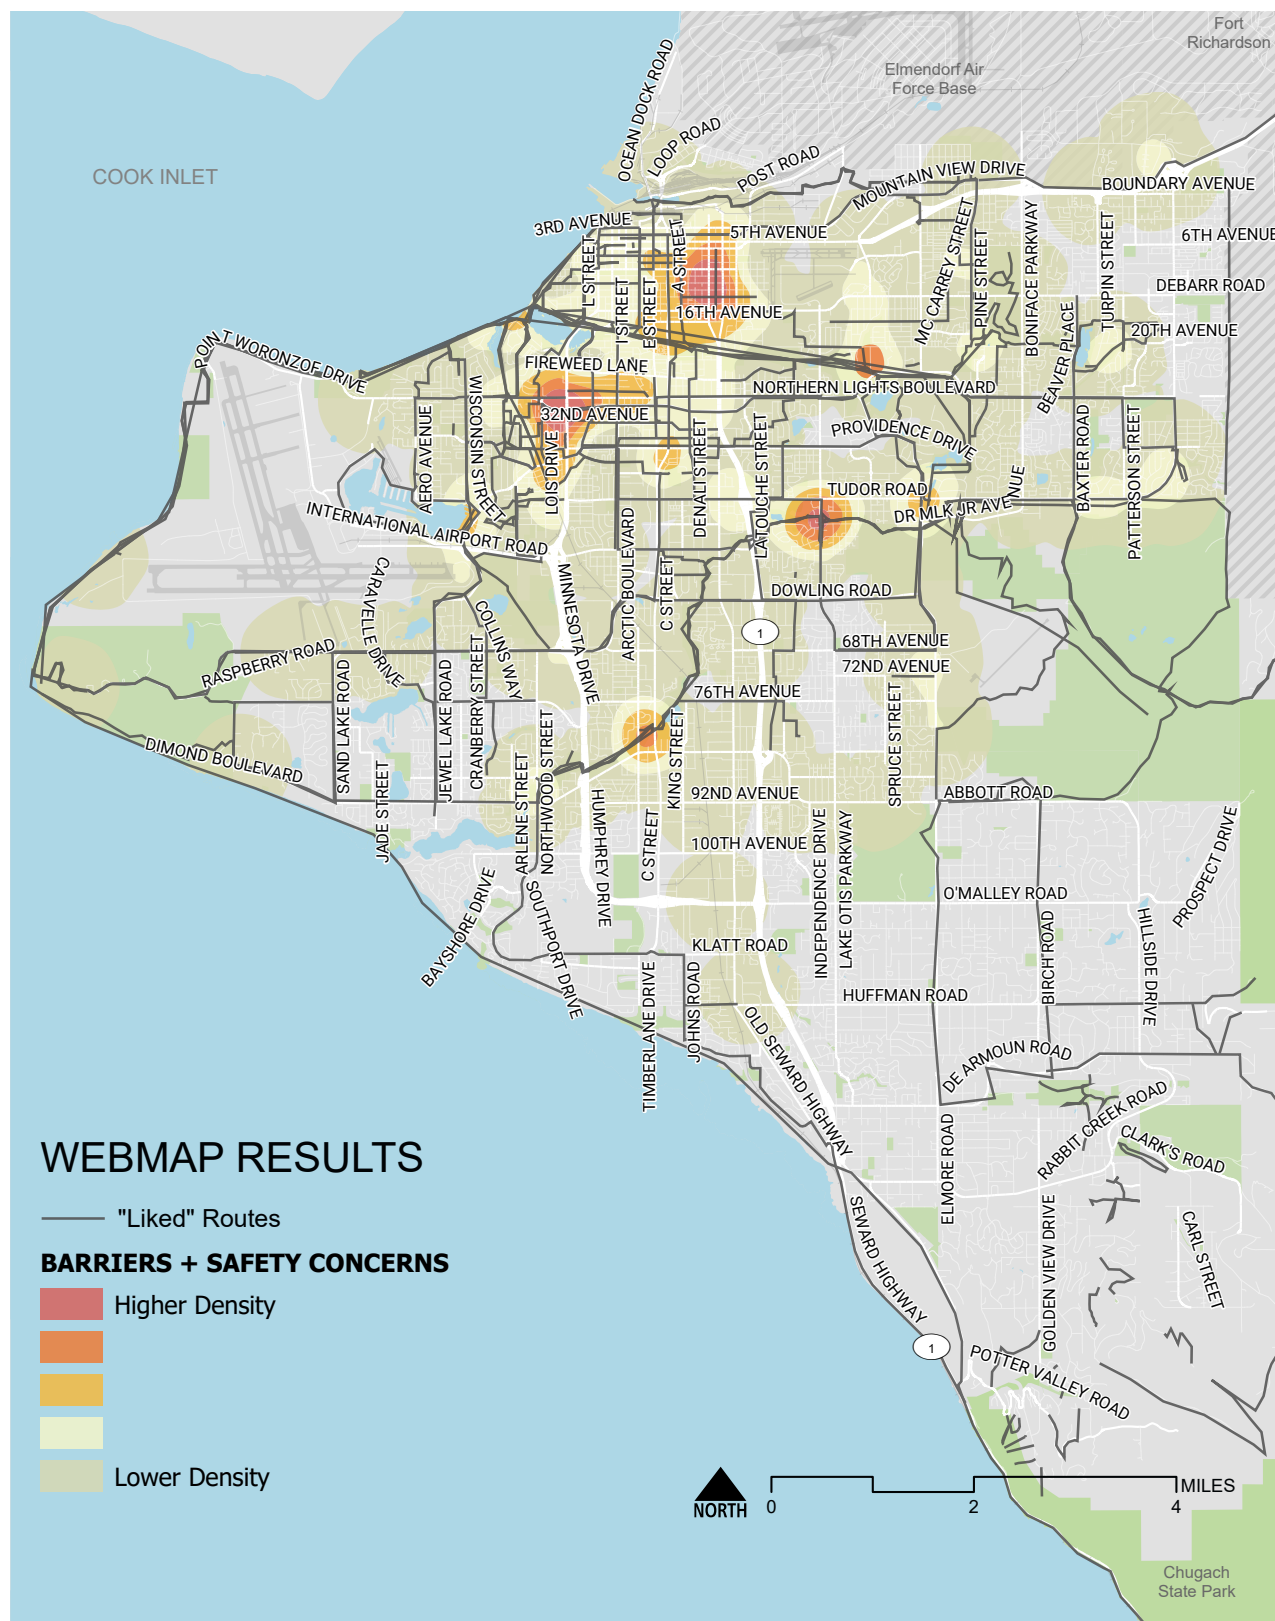 Fort
Richardson
Elmendorf Air
Force Base
COOK INLET
OCEAN DOCK ROAD
LOOP ROAD
POST ROAD
MOUNTAIN VIEW DRIVE
BOUNDARY AVENUE
3RD AVENUE
5TH AVENUE
6TH AVENUE
A STREET
L STREET
I STREET
E STREET
MC CARREY STREET
PINE STREET
BONIFACE PARKWAY
TURPIN STREET
DEBARR ROAD
16TH AVENUE
20TH AVENUE
BEAVER PLACE
POINT WORONZOF DRIVE
FIREWEED LANE
NORTHERN LIGHTS BOULEVARD
WISCONSIN STREET
AERO AVENUE
32ND AVENUE
LOIS DRIVE
DENALI STREET
LATOUCHE STREET
PROVIDENCE DRIVE
BAXTER ROAD
PATTERSON STREET
TUDOR ROAD
DR MLK JR AVENUE
INTERNATIONAL AIRPORT ROAD
CARAVELLE DRIVE
MINNESOTA DRIVE
ARCTIC BOULEVARD
C STREET
DOWLING ROAD
COLLINS WAY
1
68TH AVENUE
72ND AVENUE
RASPBERRY ROAD
SAND LAKE ROAD
JEWEL LAKE ROAD
CRANBERRY STREET
76TH AVENUE
SPRUCE STREET
NORTHWOOD STREET
KING STREET
DIMOND BOULEVARD
JADE STREET
ARLENE STREET
HUMPHREY DRIVE
C STREET
92ND AVENUE
ABBOTT ROAD
100TH AVENUE
INDEPENDENCE DRIVE
LAKE OTIS PARKWAY
PROSPECT DRIVE
BAYSHORE DRIVE
SOUTHPORT DRIVE
O'MALLEY ROAD
HILLSIDE DRIVE
BIRCH ROAD
KLATT ROAD
TIMBERLANE DRIVE
JOHNS ROAD
HUFFMAN ROAD
OLD SEWARD HIGHWAY
DE ARMOUN ROAD
RABBIT CREEK ROAD
CLARK'S ROAD
ELMORE ROAD
GOLDEN VIEW DRIVE
CARL STREET
SEWARD HIGHWAY
1
POTTER VALLEY ROAD
WEBMAP RESULTS
"Liked" Routes
BARRIERS + SAFETY CONCERNS
Higher Density
Lower Density
NORTH
0 2 4
MILES
Chugach
State Park